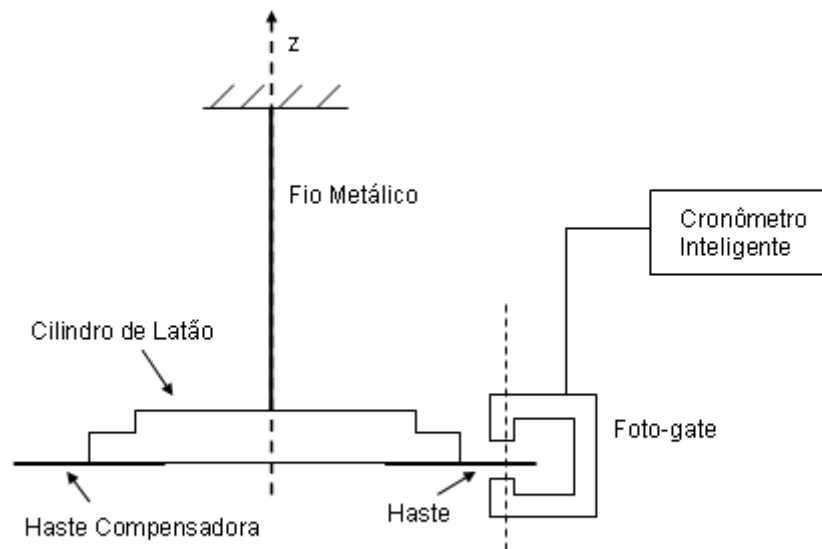 z
Fio Metálico
Cronômetro
Inteligente
Cilindro de Latão
Foto-gate
Haste Compensadora
Haste